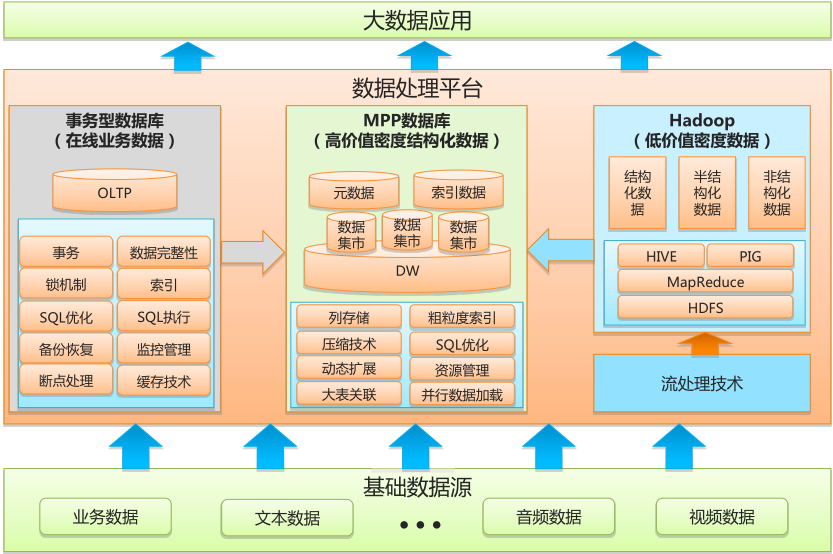 大数据应用
数据处理平台
事务型数据库
（在线业务数据）
OLTP
事务
数据完整性
锁机制
索引
SQL优化
SQL执行
备份恢复
监控管理
断点处理
缓存技术
MPP数据库
（高价值密度结构化数据）
元数据
索引数据
数据
集市
数据
集市
数据
集市
DW
列存储
粗粒度索引
压缩技术
SQL优化
动态扩展
资源管理
大表关联
并行数据加载
Hadoop
（低价值密度数据）
结构
化数
据
半结
构化
数据
非结
构化
数据
HIVE
PIG
MapReduce
HDFS
流处理技术
基础数据源
业务数据
文本数据
•••
音频数据
视频数据